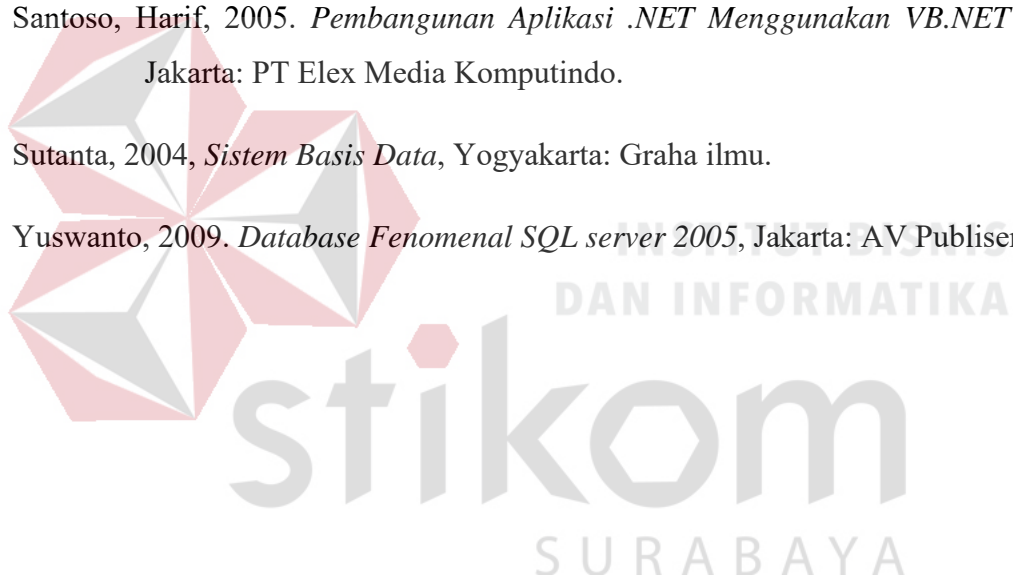 Santoso, Harif, 2005. Pembangunan Aplikasi .NET Menggunakan VB.NET
Jakarta: PT Elex Media Komputindo.
Sutanta, 2004, Sistem Basis Data, Yogyakarta: Graha ilmu.
Yuswanto, 2009. Database Fenomenal SQL server 2005, Jakarta: AV Publiser
INSTITUT BISNIS
DAN INFORMATIKA
stikom
SURABAYA